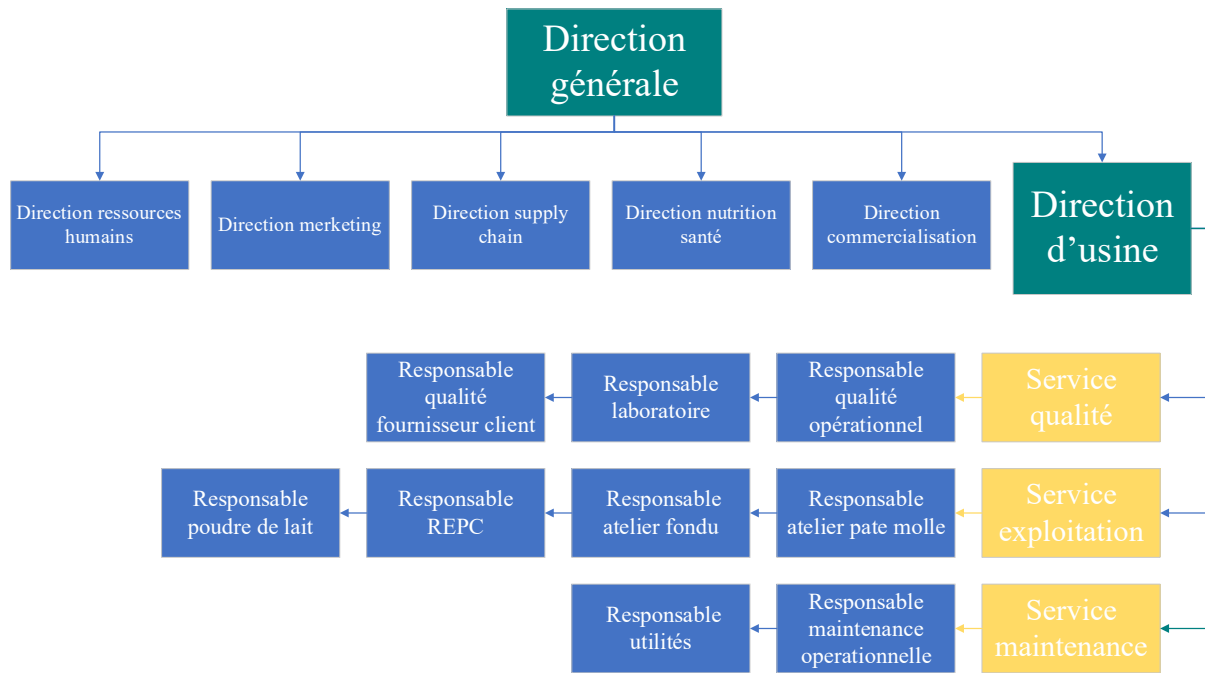 Direction
générale
Direction ressources
humains
Direction merketing
Direction supply
chain
Direction nutrition
santé
Direction
commercialisation
Direction
d’usine
Responsable
qualité
fournisseur client
Responsable
laboratoire
Responsable
qualité
opérationnel
Service
qualité
Responsable
poudre de lait
Responsable
REPC
Responsable
atelier fondu
Responsable
atelier pate molle
Service
exploitation
Responsable
utilités
Responsable
maintenance
operationnelle
Service
maintenance